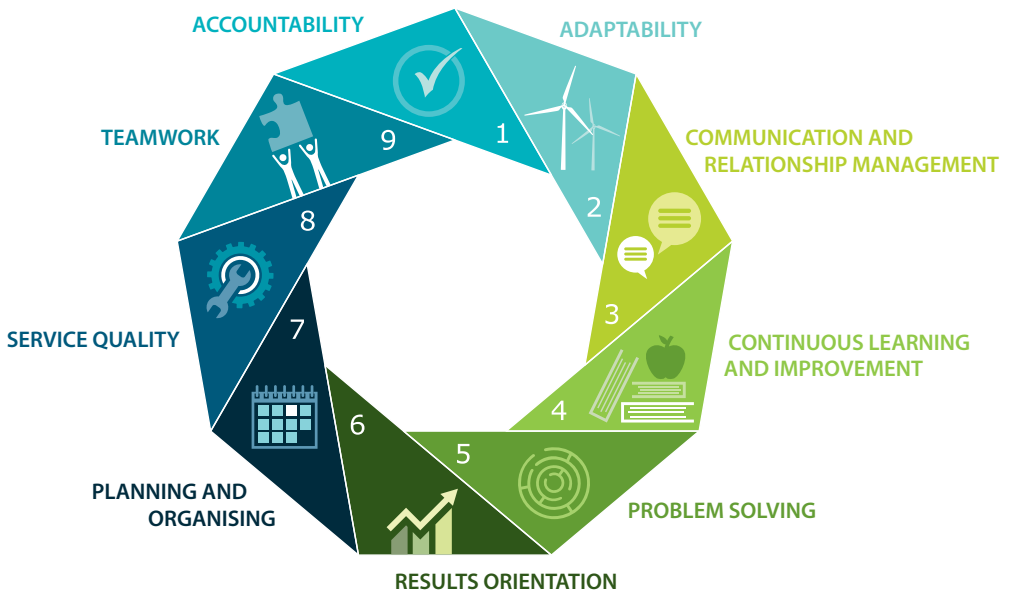 ACCOUNTABILITY
1
ADAPTABILITY
2
COMMUNICATION AND
RELATIONSHIP MANAGEMENT
3
CONTINUOUS LEARNING
AND IMPROVEMENT
4
PROBLEM SOLVING
5
RESULTS ORIENTATION
6
PLANNING AND
ORGANISING
7
SERVICE QUALITY
8
TEAMWORK
9